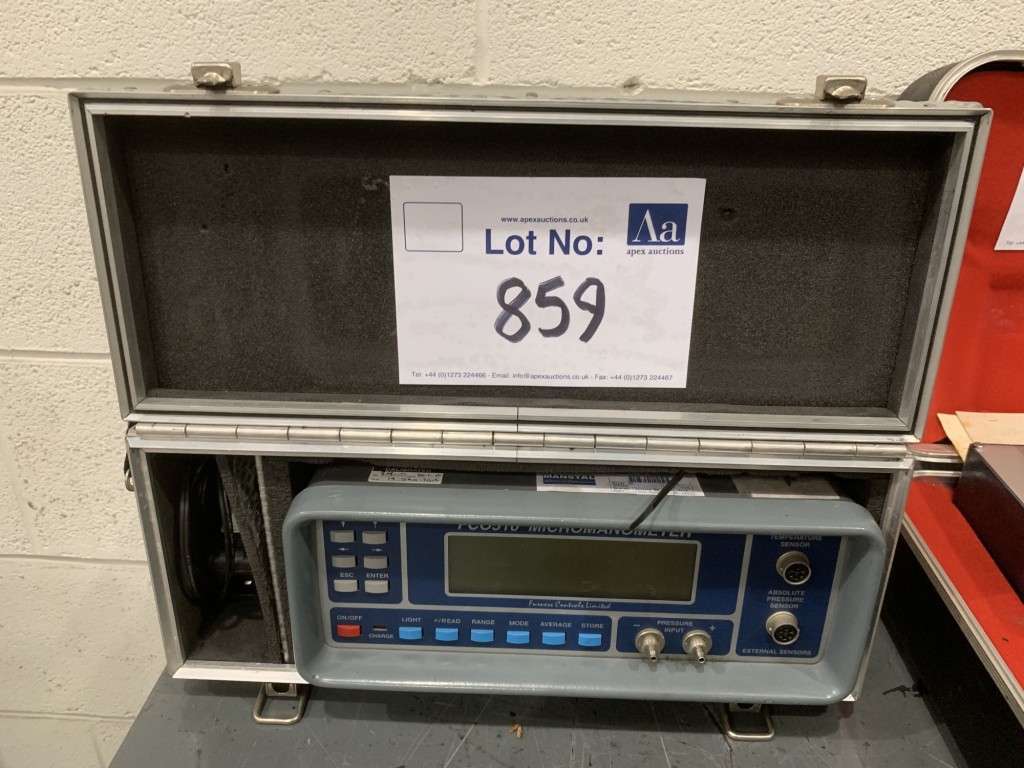 www.apexauctions.co.uk
Lot No:
Aa
apex auctions
859
Tel: +44 (0)1273 224466 - Email: info@apexauctions.co.uk - Fax: +44 (0)1273 224467
MANSTAL
MICROMANOMETER
ESC ENTER
Furness Controls Limited
ON/OFF
CHARGE
LIGHT
+/READ
RANGE
MODE
AVERAGE
STORE
- PRESSURE +
INPUT
TEMPERATURE
SENSOR
ABSOLUTE
PRESSURE
SENSOR
EXTERNAL SENSORS